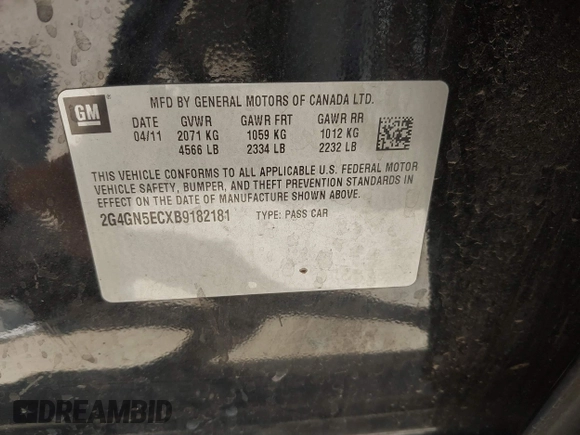 GM
MFD BY GENERAL MOTORS OF CANADA LTD.
DATE GVWR GAWR FRT GAWR RR
04/11 2071 KG 1059 KG 1012 KG
4566 LB 2334 LB 2232 LB
THIS VEHICLE CONFORMS TO ALL APPLICABLE U.S. FEDERAL MOTOR
VEHICLE SAFETY, BUMPER, AND THEFT PREVENTION STANDARDS IN
EFFECT ON THE DATE OF MANUFACTURE SHOWN ABOVE.
2G4GN5ECXB9182181 TYPE: PASS CAR
DREAMBID